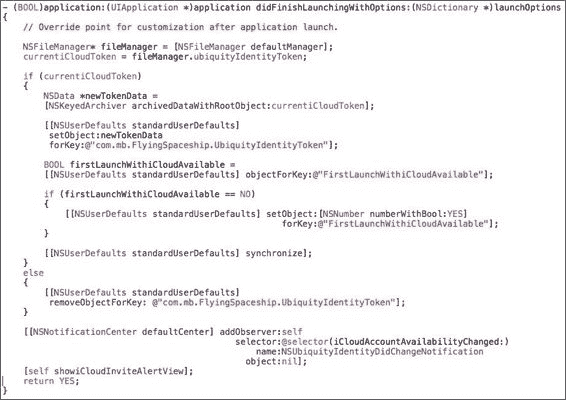 – (BOOL)application:(UIApplication *)application didFinishLaunchingWithOptions:(NSDictionary *)launchOptions
{
    // Override point for customization after application launch.

    NSFileManager* fileManager = [NSFileManager defaultManager];
    currentiCloudToken = fileManager.ubiquityIdentityToken;

    if (currentiCloudToken)
    {
        NSData *newTokenData =
        [NSKeyedArchiver archivedDataWithRootObject:currentiCloudToken];

        [[NSUserDefaults standardUserDefaults]
         setObject:newTokenData
         forKey:@"com.mb.FlyingSpaceship.UbiquityIdentityToken"];

        BOOL firstLaunchWithiCloudAvailable =
        [[NSUserDefaults standardUserDefaults] objectForKey:@"FirstLaunchWithiCloudAvailable"];

        if (firstLaunchWithiCloudAvailable == NO)
        {
            [[NSUserDefaults standardUserDefaults] setObject:[NSNumber numberWithBool:YES]
                                                      forKey:@"FirstLaunchWithiCloudAvailable"];
        }

        [[NSUserDefaults standardUserDefaults] synchronize];
    }
    else
    {
        [[NSUserDefaults standardUserDefaults]
         removeObjectForKey: @"com.mb.FlyingSpaceship.UbiquityIdentityToken"];
    }

    [[NSNotificationCenter defaultCenter] addObserver:self
                                             selector:@selector(iCloudAccountAvailabilityChanged:)
                                                 name:NSUbiquityIdentityDidChangeNotification
                                               object:nil];
    [self showiCloudInviteAlertView];
    return YES;
}